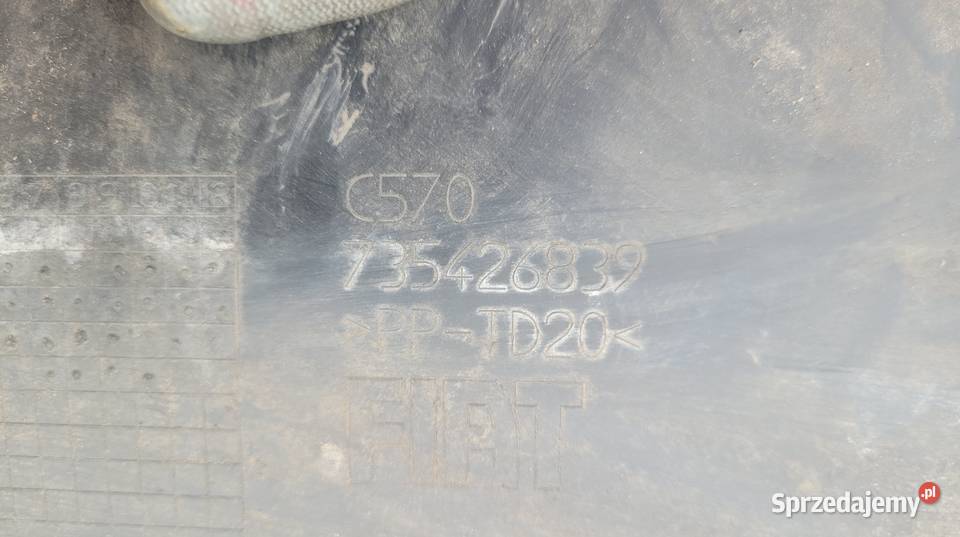 C570
735426839
>PP-TD20<
FIAT
Sprzedajemy.pl